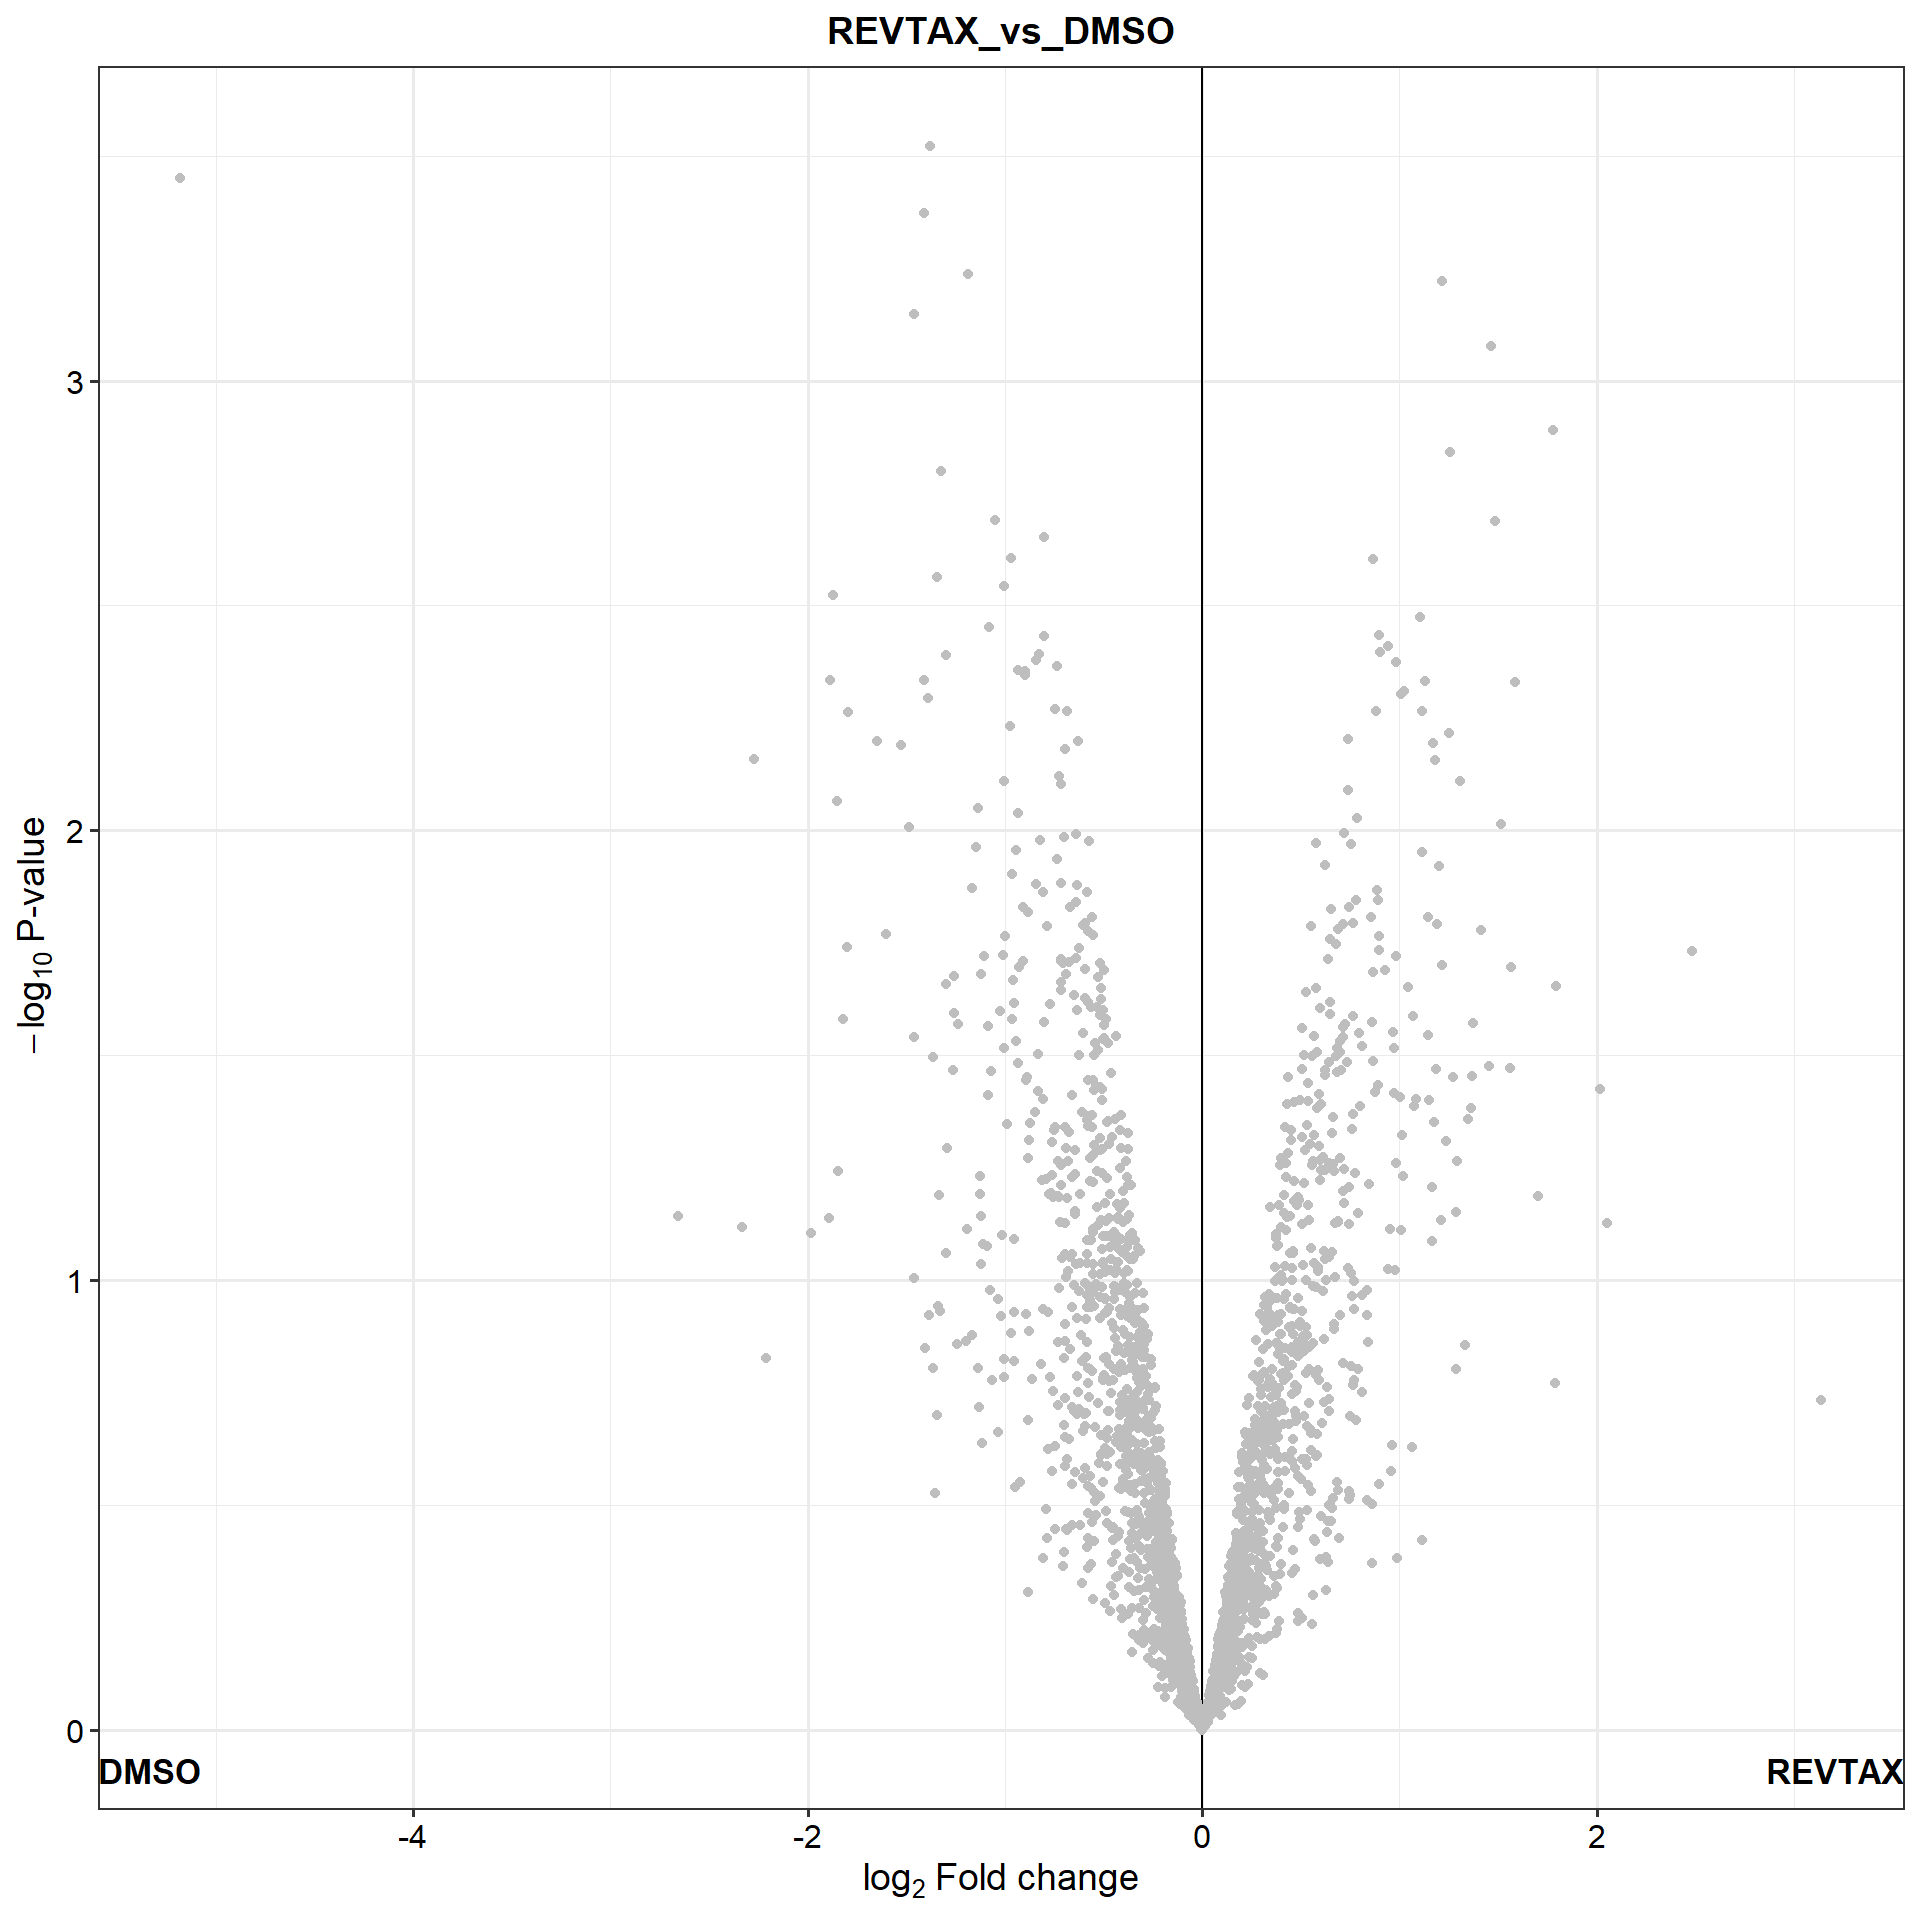 REVTAX_vs_DMSO
3
2
1
0
−log10 P-value
DMSO
REVTAX
-4
-2
0
2
log2 Fold change